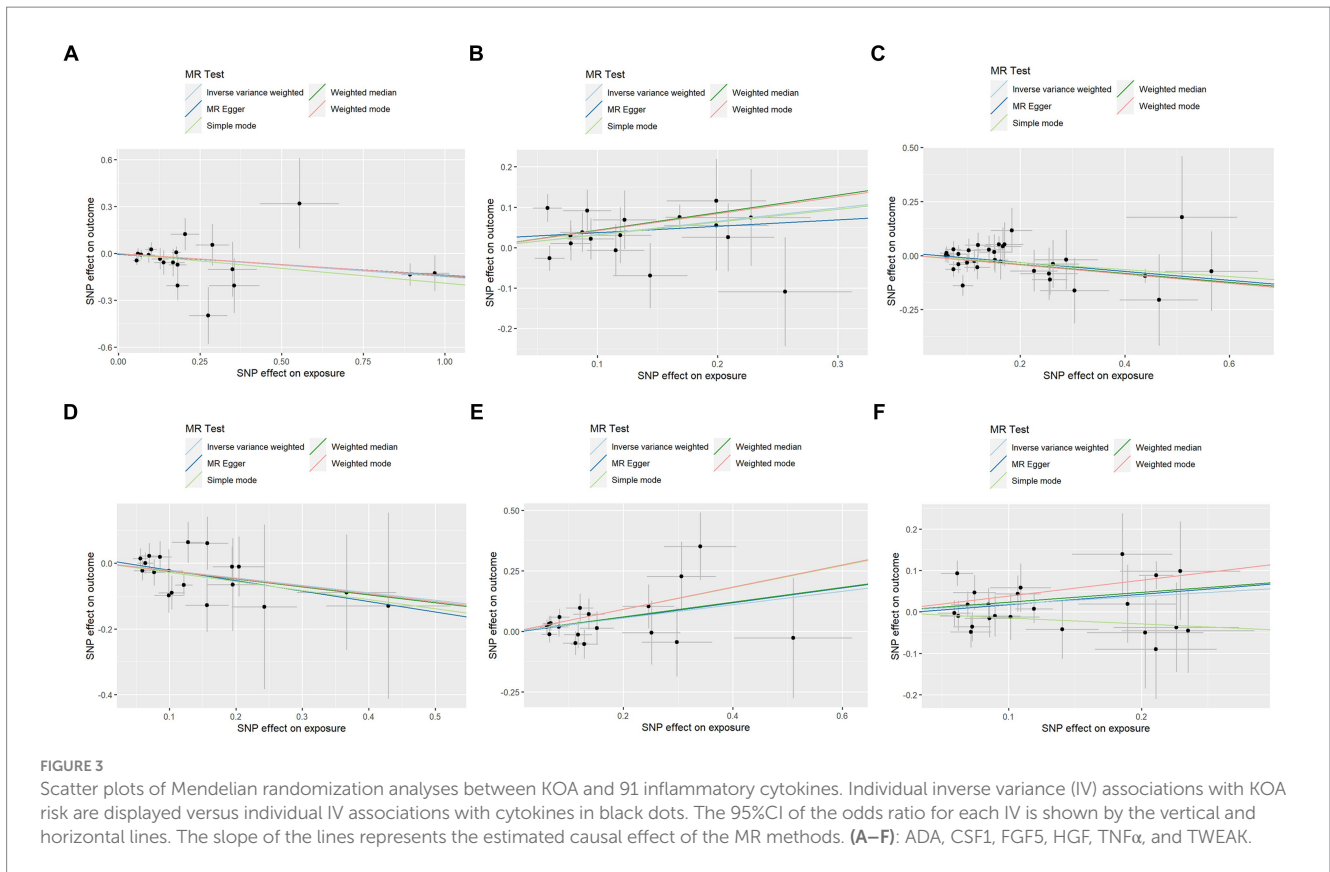 A
MR Test
Inverse variance weighted
Weighted median
MR Egger
Weighted mode
Simple mode
SNP effect on outcome
0.6
0.3
0.0
-0.3
-0.6
0.00
0.25
0.50
0.75
1.00
SNP effect on exposure
B
MR Test
Inverse variance weighted
Weighted median
MR Egger
Weighted mode
Simple mode
SNP effect on outcome
0.2
0.1
0.0
-0.1
-0.2
0.1
0.2
0.3
SNP effect on exposure
C
MR Test
Inverse variance weighted
Weighted median
MR Egger
Weighted mode
Simple mode
SNP effect on outcome
0.50
0.25
0.00
-0.25
0.2
0.4
0.6
SNP effect on exposure
D
MR Test
Inverse variance weighted
Weighted median
MR Egger
Weighted mode
Simple mode
SNP effect on outcome
0.0
-0.2
-0.4
0.1
0.2
0.3
0.4
0.5
SNP effect on exposure
E
MR Test
Inverse variance weighted
Weighted median
MR Egger
Weighted mode
Simple mode
SNP effect on outcome
0.50
0.25
0.00
-0.25
0.2
0.4
0.6
SNP effect on exposure
F
MR Test
Inverse variance weighted
Weighted median
MR Egger
Weighted mode
Simple mode
SNP effect on outcome
0.2
0.1
0.0
-0.1
-0.2
0.1
0.2
SNP effect on exposure
FIGURE 3
Scatter plots of Mendelian randomization analyses between KOA and 91 inflammatory cytokines. Individual inverse variance (IV) associations with KOA
risk are displayed versus individual IV associations with cytokines in black dots. The 95%CI of the odds ratio for each IV is shown by the vertical and
horizontal lines. The slope of the lines represents the estimated causal effect of the MR methods. (A–F): ADA, CSF1, FGF5, HGF, TNFα, and TWEAK.